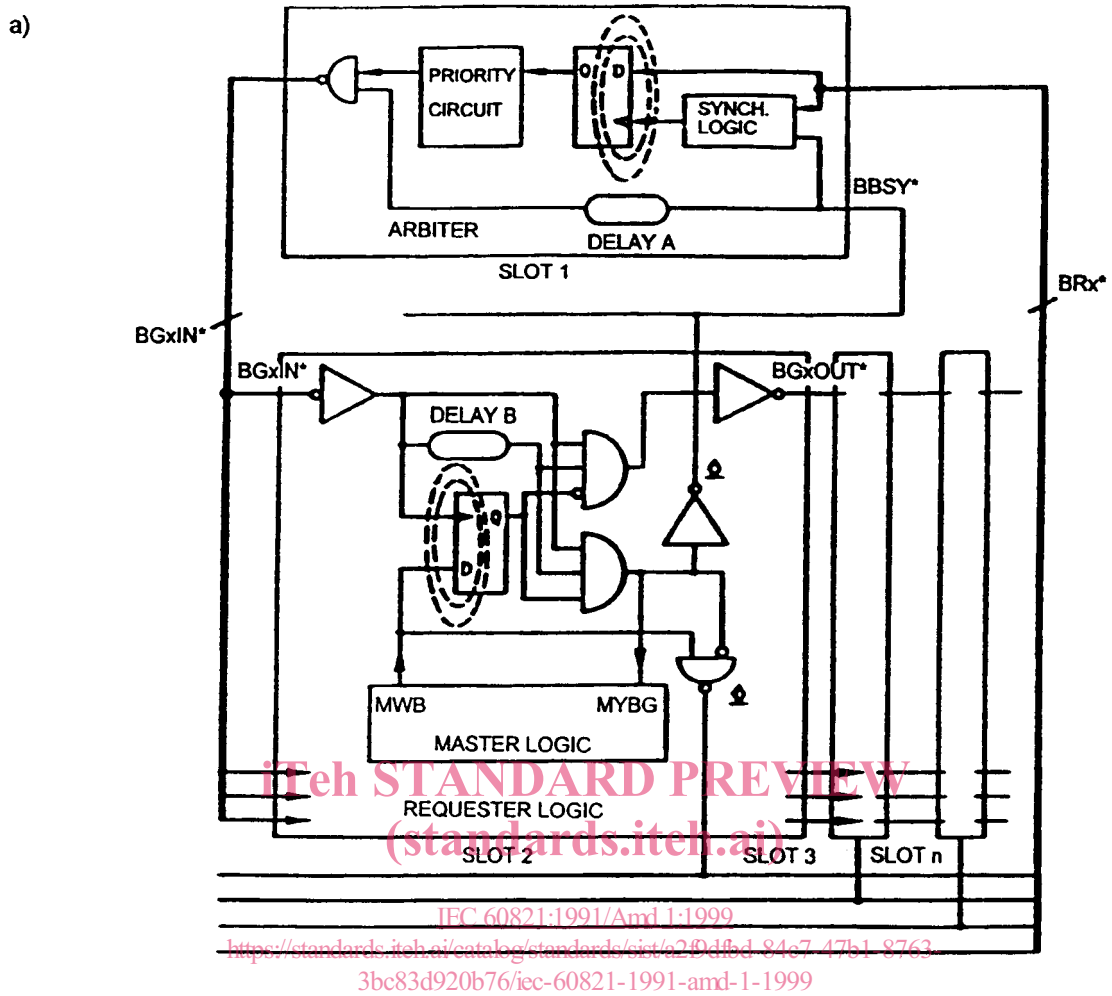 a)
Q D
PRIORITY
CIRCUIT
SYNCH.
LOGIC
BBSY*
ARBITER
DELAY A
SLOT 1
BRx*
BGxIN*
BGxIN*
BGxOUT*
DELAY B
Q
D
MWB
MYBG
MASTER LOGIC
iTeh STANDARD PREVIEW
REQUESTER LOGIC
(standards.iteh.ai)
SLOT 2
SLOT 3
SLOT n
IEC 60821:1991/Amd 1:1999
https://standards.iteh.ai/catalog/standards/sist/a2f9dfbd-84c7-47b1-8763-
3bc83d920b76/iec-60821-1991-amd-1-1999